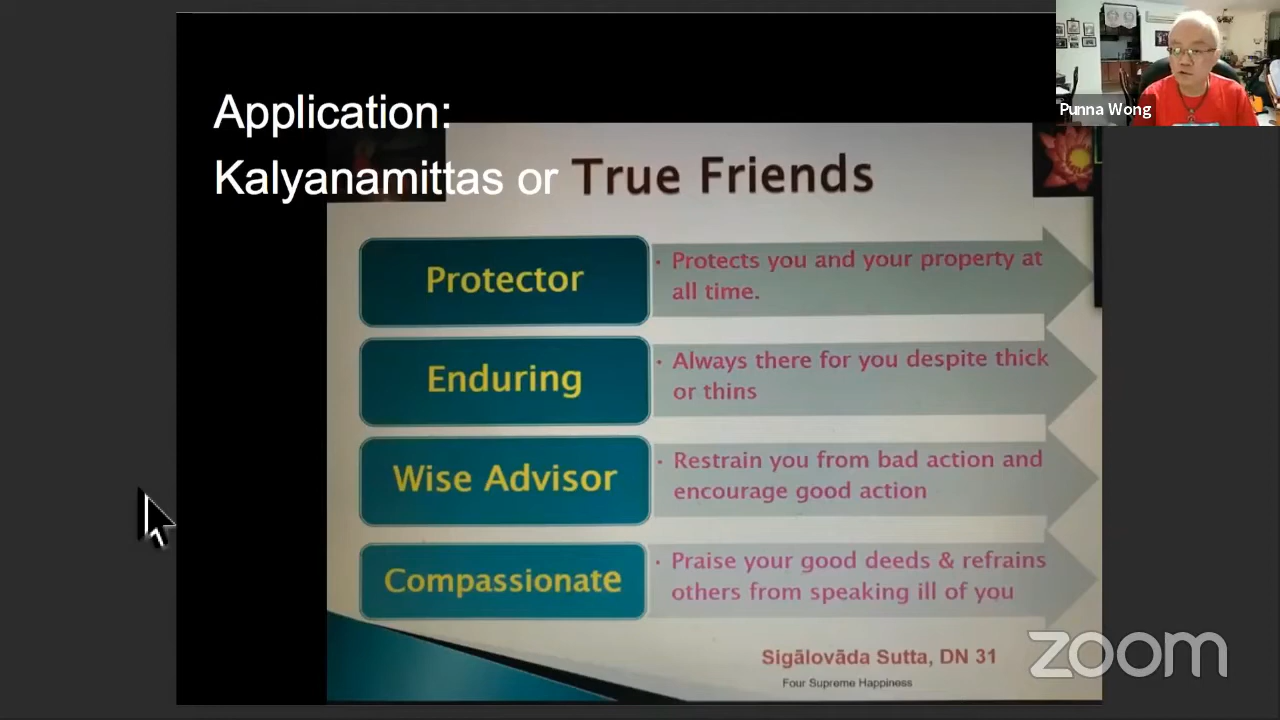 Application:
Kalyanamittas or True Friends
Punna Wong
Protector
· Protects you and your property at
all time.
Enduring
· Always there for you despite thick
or thins
Wise Advisor
· Restrain you from bad action and
encourage good action
Compassionate
· Praise your good deeds & refrains
others from speaking ill of you
Sigālovāda Sutta, DN 31
Four Supreme Happiness
zoom